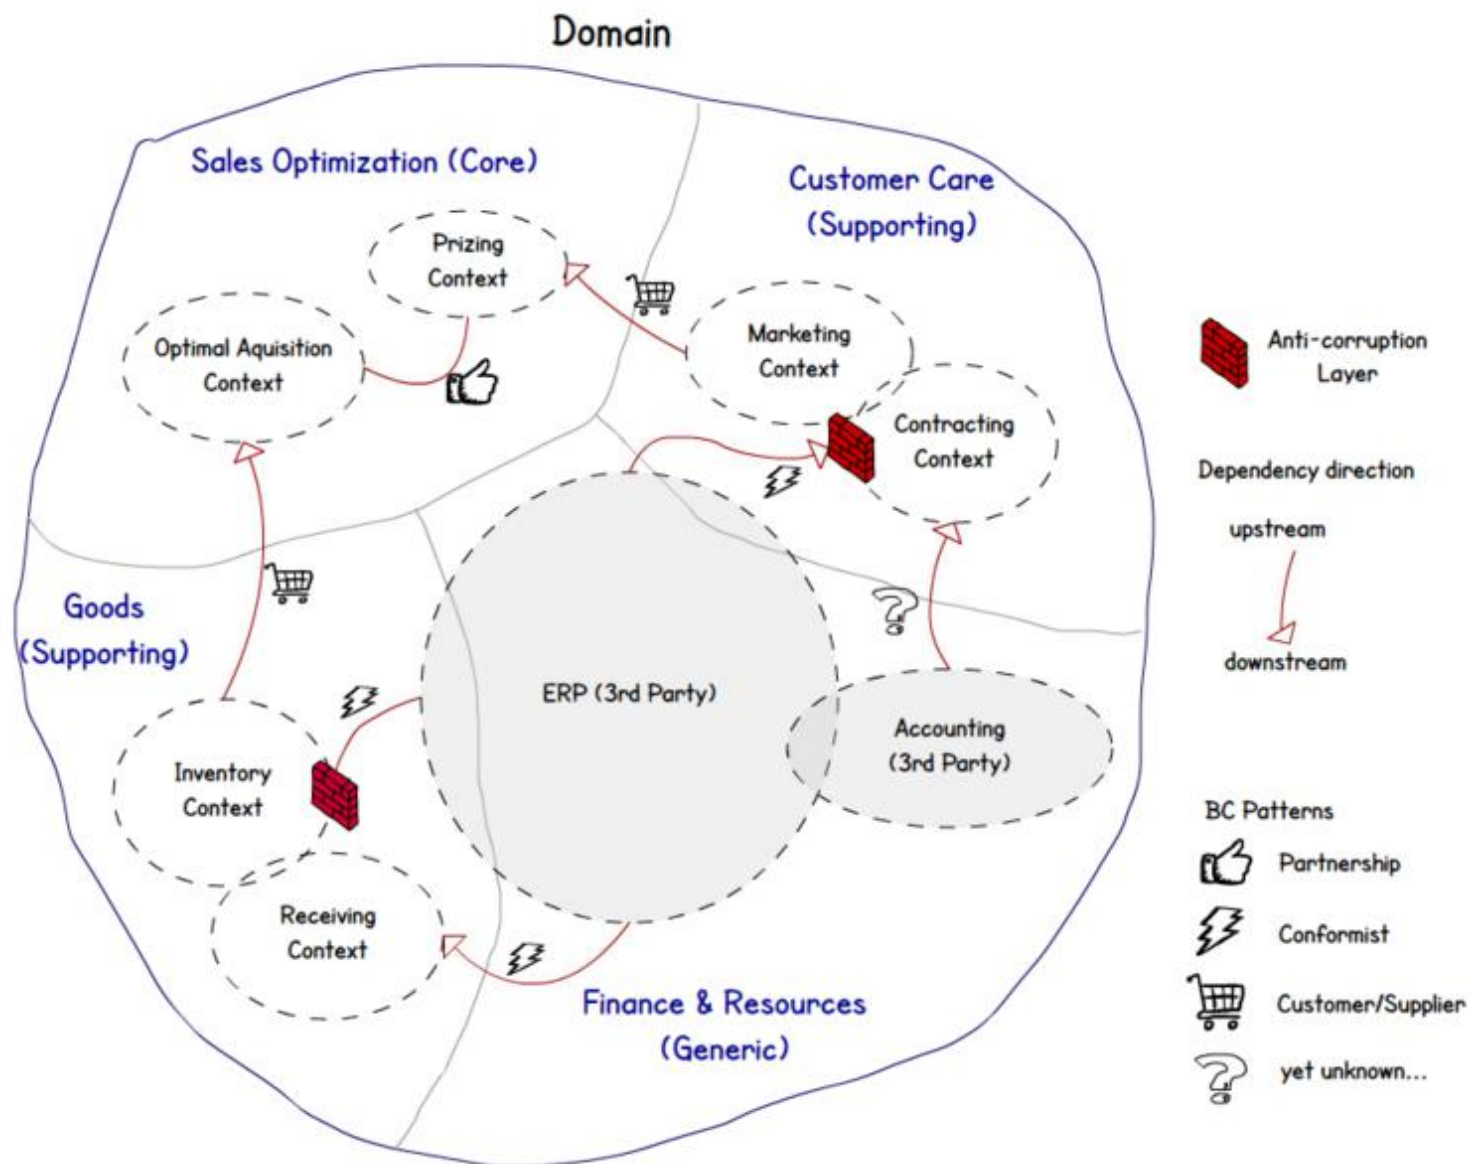 Domain
Sales Optimization (Core)
Customer Care
(Supporting)
Prizing
Context
Optimal Aquisition
Context
Marketing
Context
Contracting
Context
Goods
(Supporting)
ERP (3rd Party)
Accounting
(3rd Party)
Inventory
Context
Receiving
Context
Finance & Resources
(Generic)
Anti-corruption
Layer
Dependency direction
upstream
downstream
BC Patterns
Partnership
Conformist
Customer/Supplier
yet unknown...